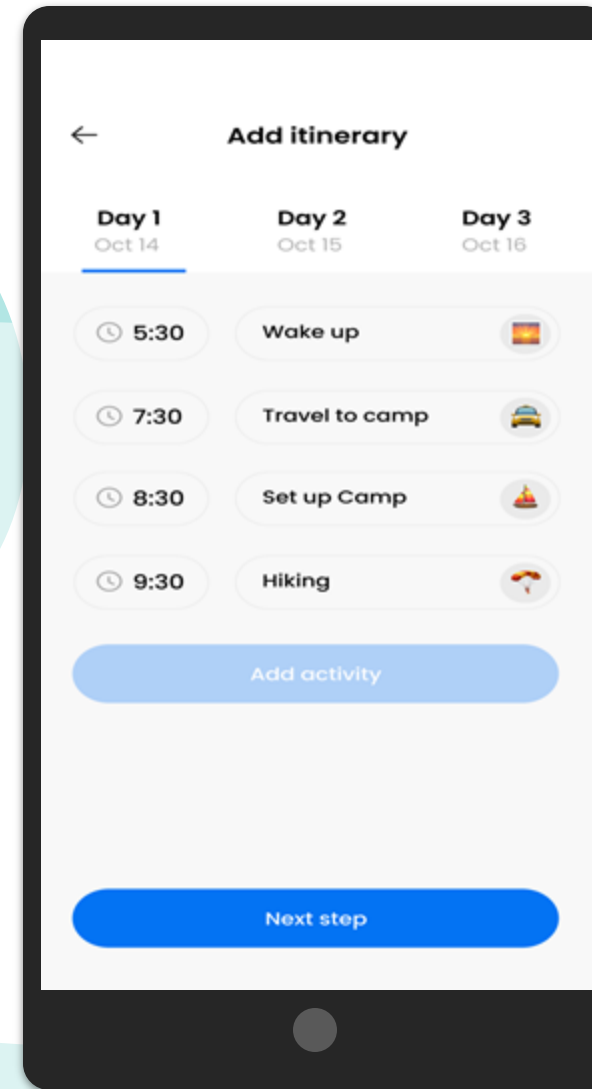 Add itinerary
Day 1 Day 2 Day 3
Oct 14 Oct 15 Oct 16
5:30 Wake up
7:30 Travel to camp
8:30 Set up Camp
9:30 Hiking
Add activity
Next step